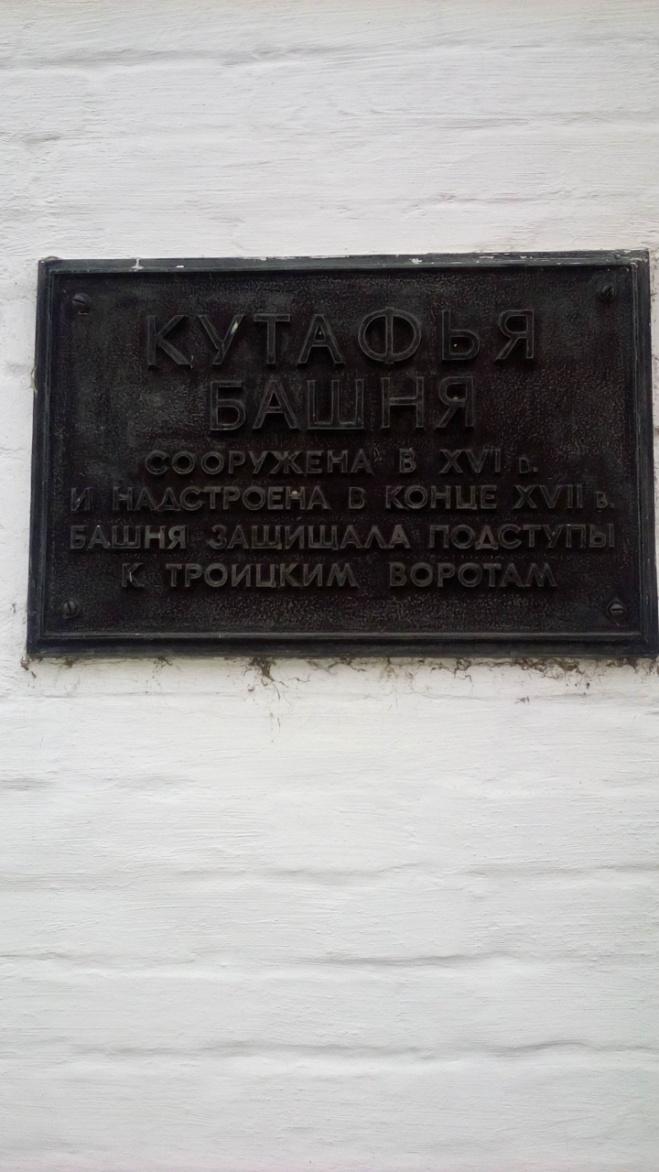 КУТАФЬЯ
БАШНЯ
СООРУЖЕНА В XVI в.
И НАДСТРОЕНА В КОНЦЕ XVII в.
БАШНЯ ЗАЩИЩАЛА ПОДСТУПЫ
К ТРОИЦКИМ ВОРОТАМ